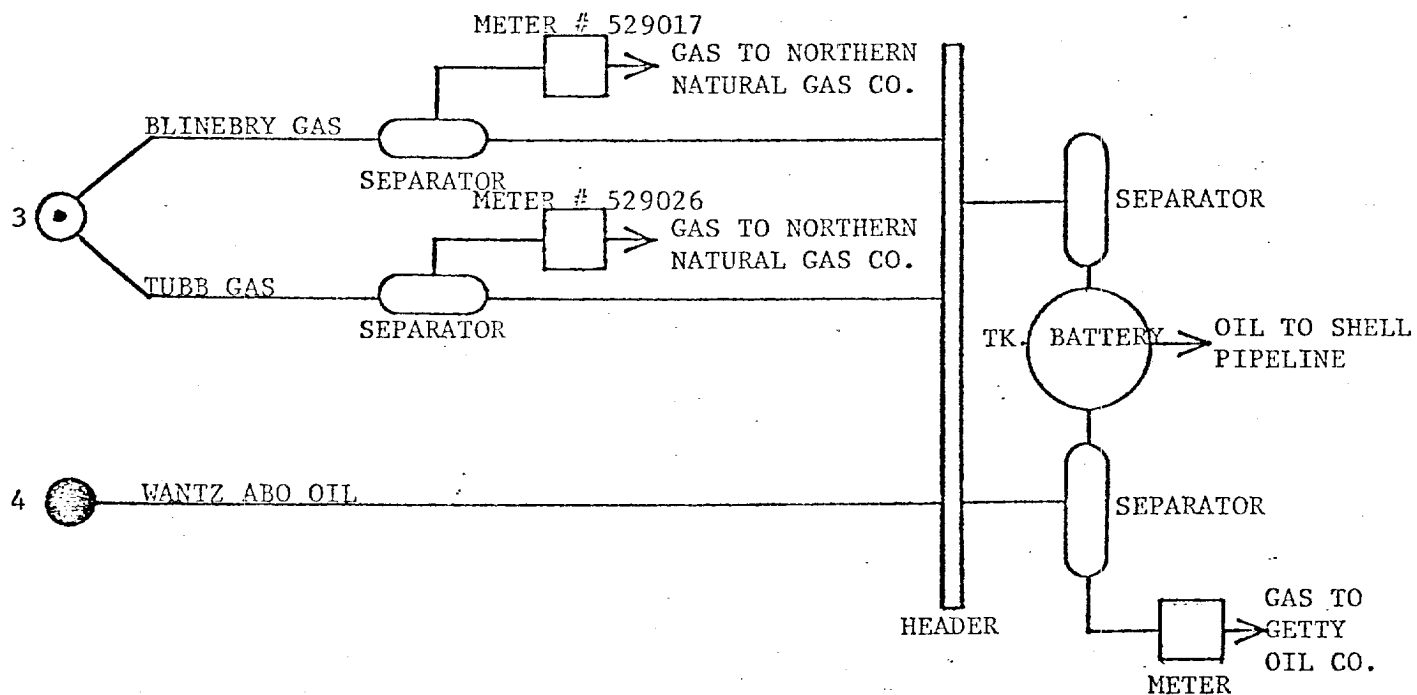 METER # 529017
GAS TO NORTHERN
NATURAL GAS CO.
BLINEBRY GAS
SEPARATOR
METER # 529026
3
GAS TO NORTHERN
NATURAL GAS CO.
SEPARATOR
TUBB GAS
SEPARATOR
TK. BATTERY
OIL TO SHELL
PIPELINE
4
WANTZ ABO OIL
SEPARATOR
HEADER
GAS TO
GETTY
OIL CO.
METER